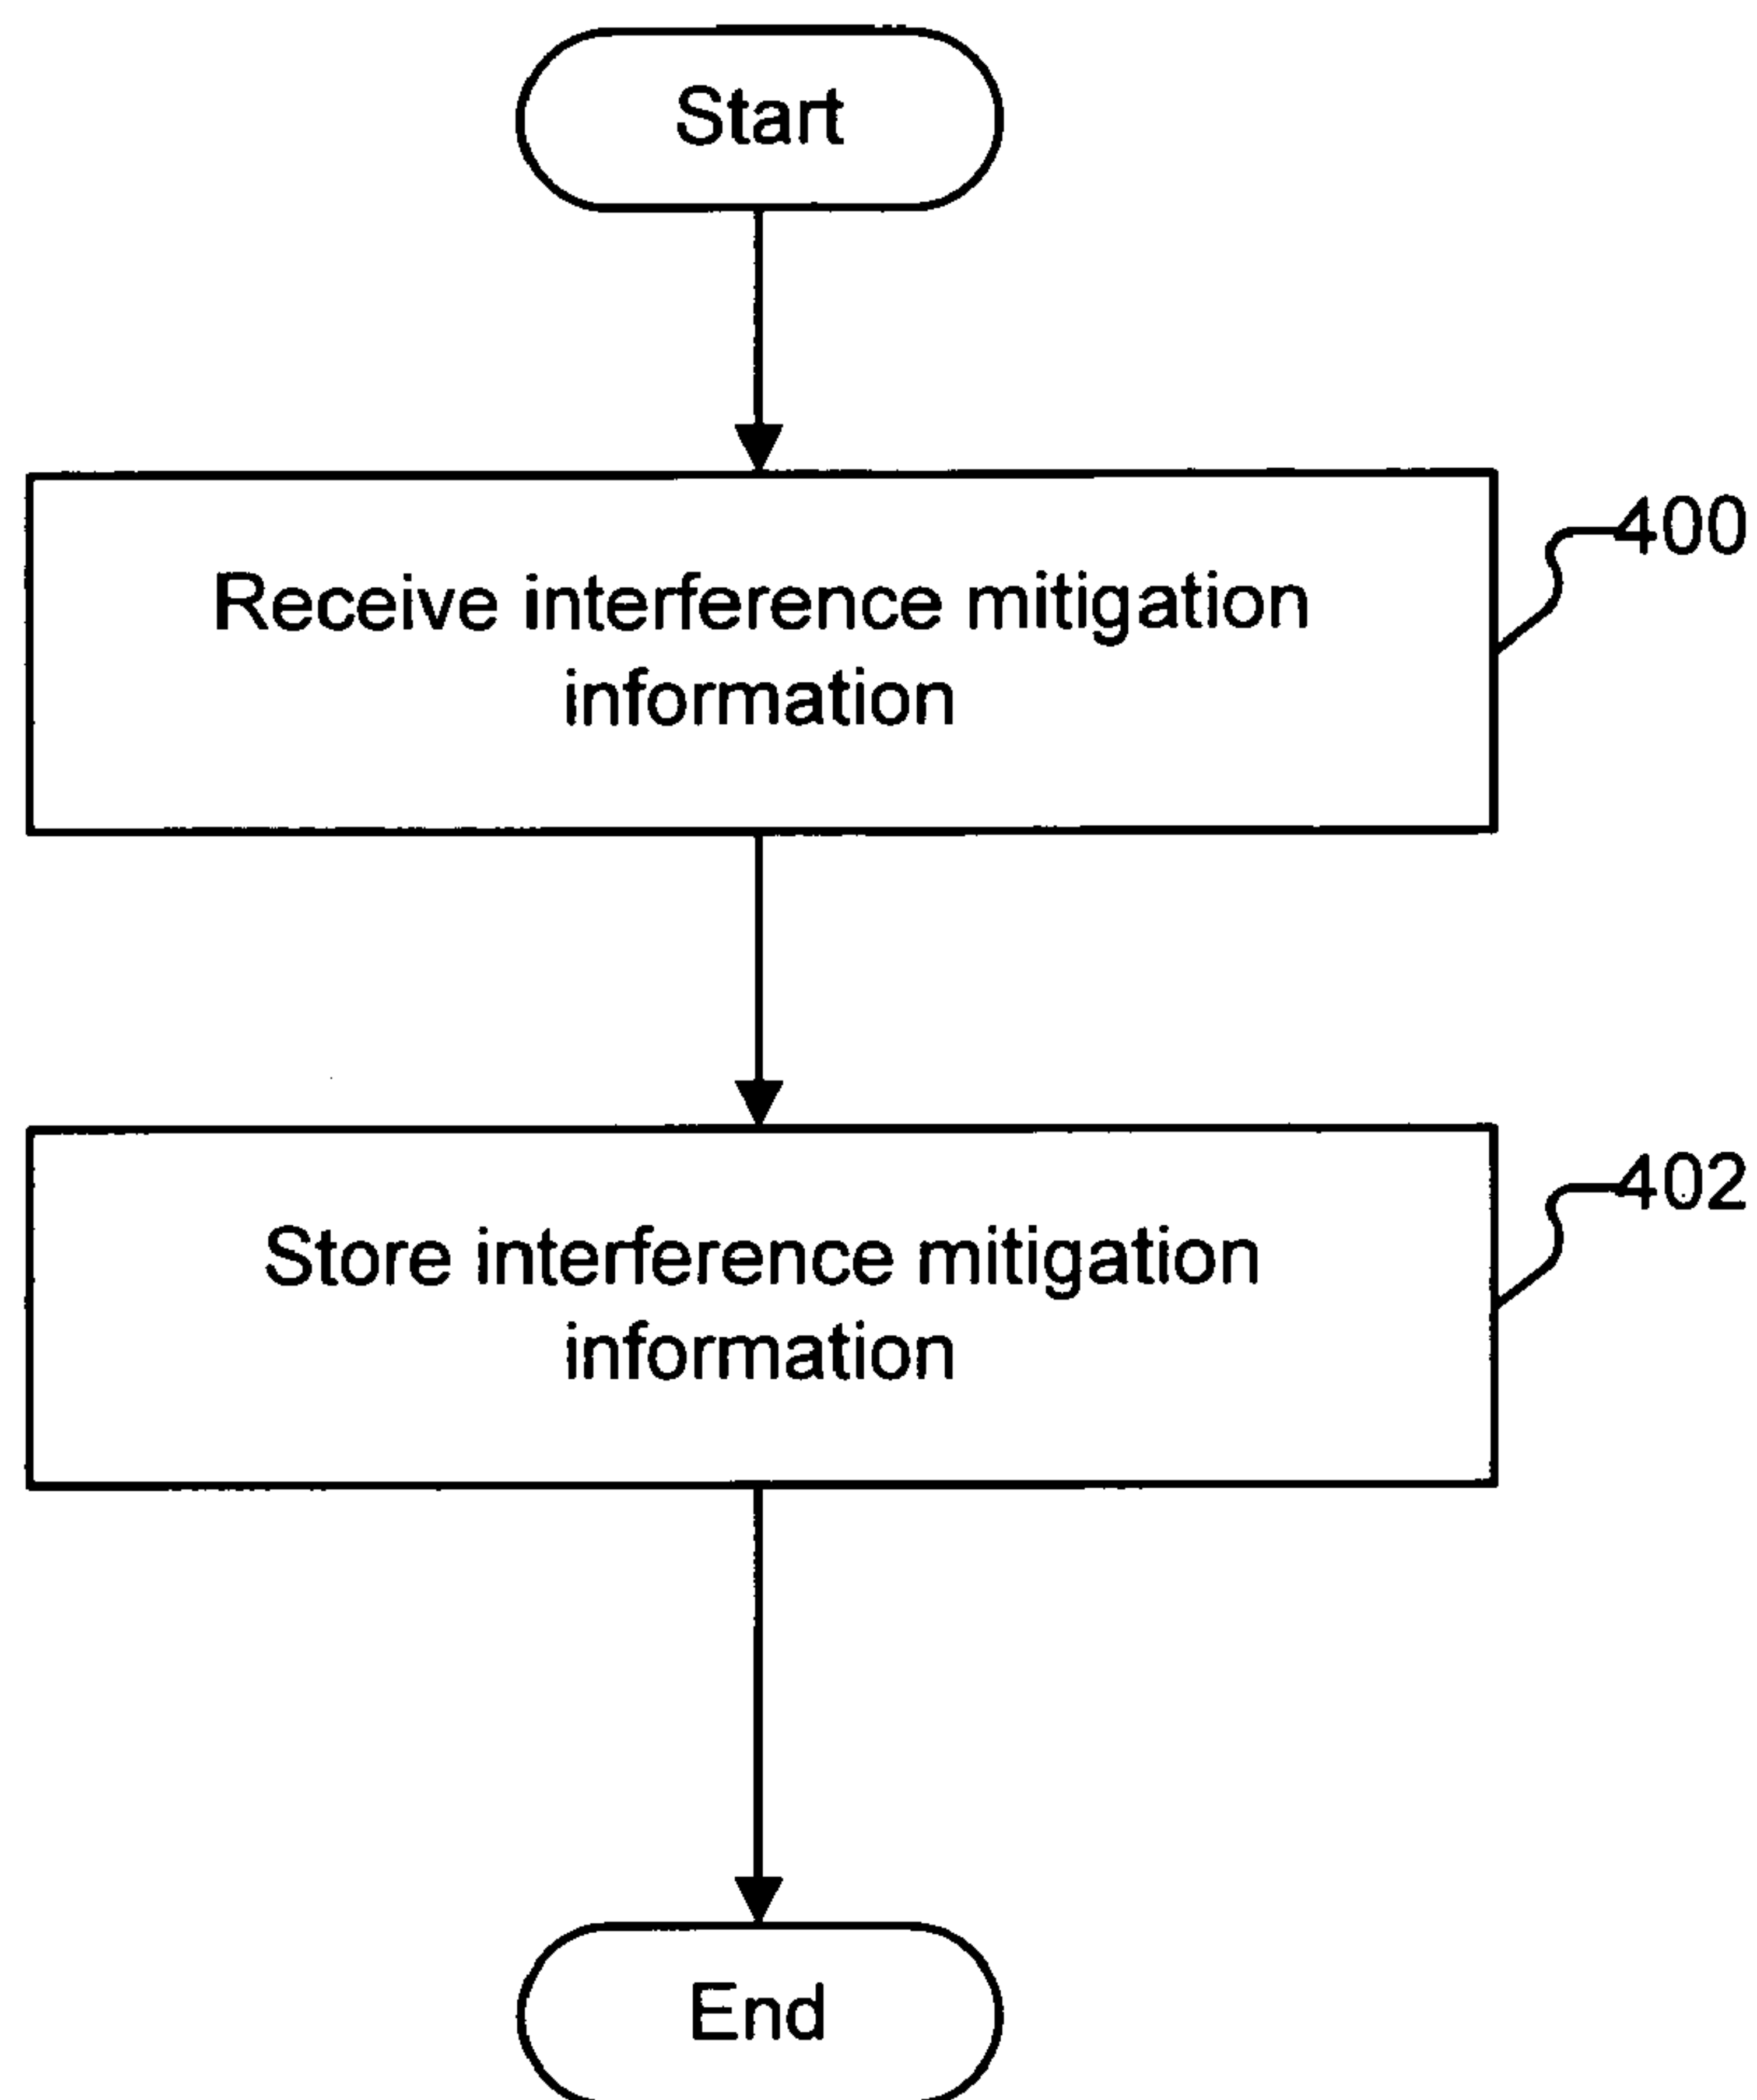 Start
400
Receive interference mitigation
information
402
Store interference mitigation
information
End